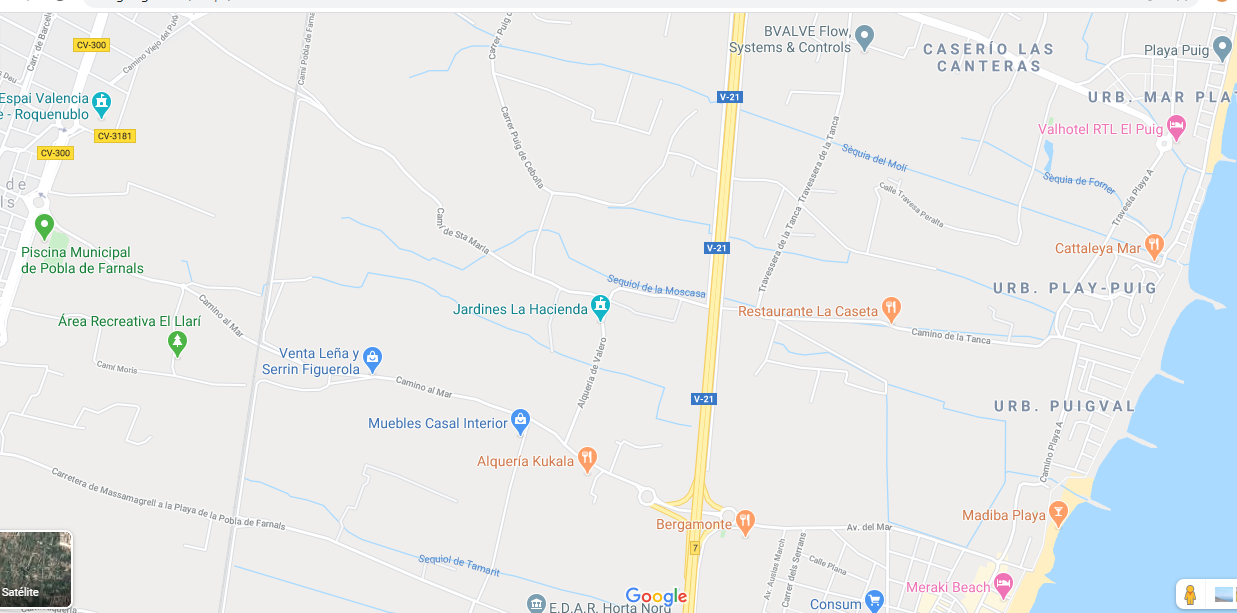 CV-300
Carr. de Barcel
Camino Viejo del Pu
Camí Pobla de Farna
Carrer Puig d
BVALVE Flow,
Systems & Controls
CASERÍO LAS
CANTERAS
Playa Puig
Espai Valencia
e - Roquenublo
V-21
URB. MAR PLA
CV-3181
Carrer Puig de Cebolla
Travessera de la Tanca
Valhotel RTL El Puig
CV-300
Séquia del Molí
Sèquia de Forner
de
ls
Calle Travesa Peralta
Travesía Playa A
Camí de Sta Maria
Piscina Municipal
de Pobla de Farnals
V-21
Travessera de la Tanca
Cattaleya Mar
Sequiol de la Moscasa
URB. PLAY-PUIG
Camino al Mar
Jardines La Hacienda
Restaurante La Caseta
Área Recreativa El Llarí
Camino de la Tanca
Venta Leña y
Serrin Figuerola
Camí Moris
Camino al Mar
Alquería de Valero
V-21
URB. PUIGVAL
Muebles Casal Interior
Camino Playa A
Alquería Kukala
Carretera de Massamagrell a la Playa de la Pobla de Farnals
Bergamonte
Av. del Mar
Madiba Playa
7
Av. Auslas March
Carrer dels Serrans
Calle Plana
Sequiol de Tamarit
Satélite
Google
Meraki Beach
E.D.A.R. Horta Nord
Consum